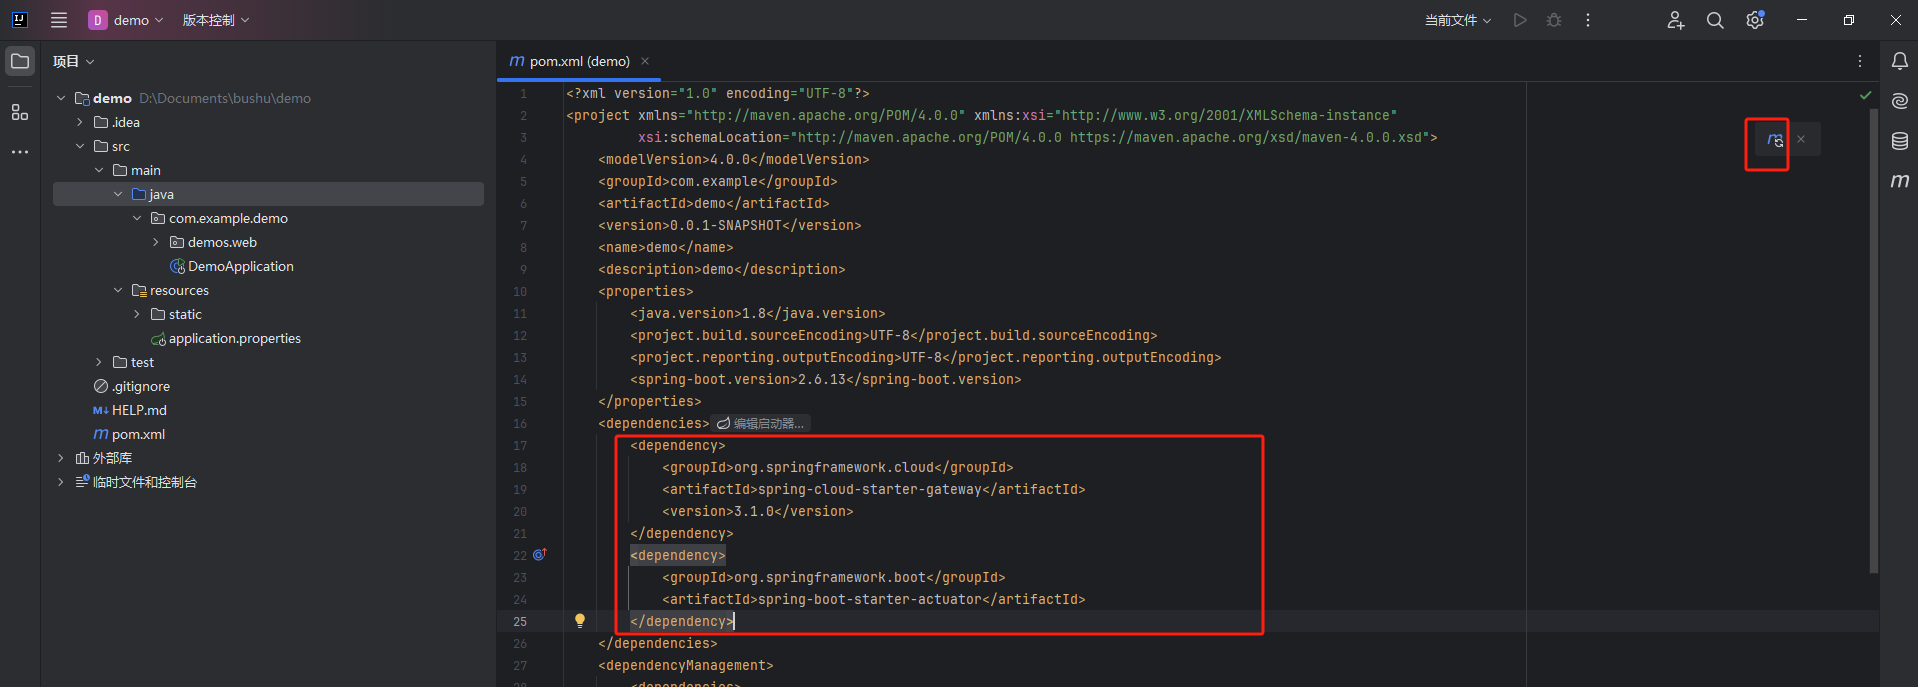 D demo 版本控制 当前文件
项目
pom.xml (demo)
demo D:\Documents\bushu\demo
.idea
src
main
java
com.example.demo
demos.web
DemoApplication
resources
static
application.properties
test
.gitignore
M↓ HELP.md
m pom.xml
外部库
临时文件和控制台
1 <?xml version="1.0" encoding="UTF-8"?>
2 <project xmlns="http://maven.apache.org/POM/4.0.0" xmlns:xsi="http://www.w3.org/2001/XMLSchema-instance"
3 xsi:schemaLocation="http://maven.apache.org/POM/4.0.0 https://maven.apache.org/xsd/maven-4.0.0.xsd">
4 <modelVersion>4.0.0</modelVersion>
5 <groupId>com.example</groupId>
6 <artifactId>demo</artifactId>
7 <version>0.0.1-SNAPSHOT</version>
8 <name>demo</name>
9 <description>demo</description>
10 <properties>
11 <java.version>1.8</java.version>
12 <project.build.sourceEncoding>UTF-8</project.build.sourceEncoding>
13 <project.reporting.outputEncoding>UTF-8</project.reporting.outputEncoding>
14 <spring-boot.version>2.6.13</spring-boot.version>
15 </properties>
16 <dependencies> 编辑启动器...
17 <dependency>
18 <groupId>org.springframework.cloud</groupId>
19 <artifactId>spring-cloud-starter-gateway</artifactId>
20 <version>3.1.0</version>
21 </dependency>
22 <dependency>
23 <groupId>org.springframework.boot</groupId>
24 <artifactId>spring-boot-starter-actuator</artifactId>
25 </dependency>
26 </dependencies>
27 <dependencyManagement>
28 <dependencies>